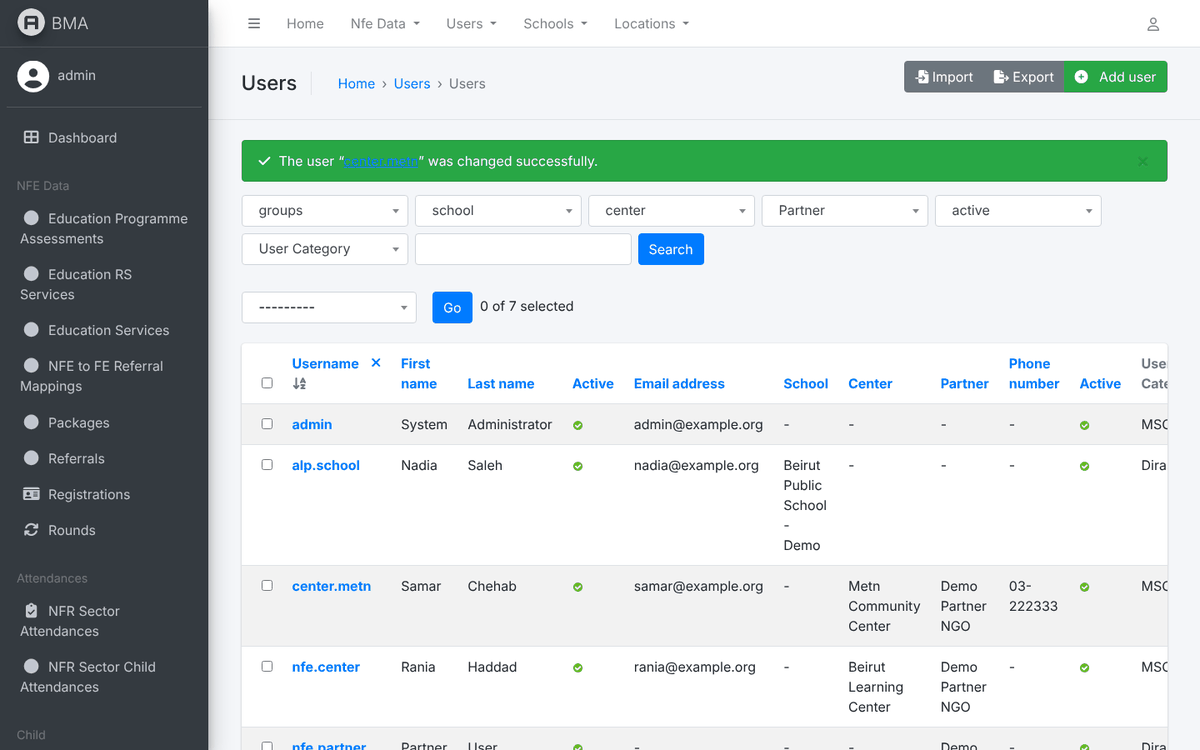 BMA
Home
Nfe Data
Users
Schools
Locations
admin
Dashboard
NFE Data
Education Programme
Assessments
Education RS
Services
Education Services
NFE to FE Referral
Mappings
Packages
Referrals
Registrations
Rounds
Attendances
NFR Sector
Attendances
NFR Sector Child
Attendances
Child
Users
Home › Users › Users
Import
Export
Add user
The user “center.metn” was changed successfully.
groups
school
center
Partner
active
User Category
Search
---------
Go
0 of 7 selected
Username
First
name
Last name
Active
Email address
School
Center
Partner
Phone
number
Active
admin System Administrator admin@example.org - - - -
alp.school Nadia Saleh nadia@example.org Beirut - - -
Public
School
-
Demo
center.metn Samar Chehab samar@example.org - Metn Demo 03-
Community Partner 222333
Center NGO
nfe.center Rania Haddad rania@example.org - Beirut Demo -
Learning Partner
Center NGO
nfe.partner Partner User - - - Demo -